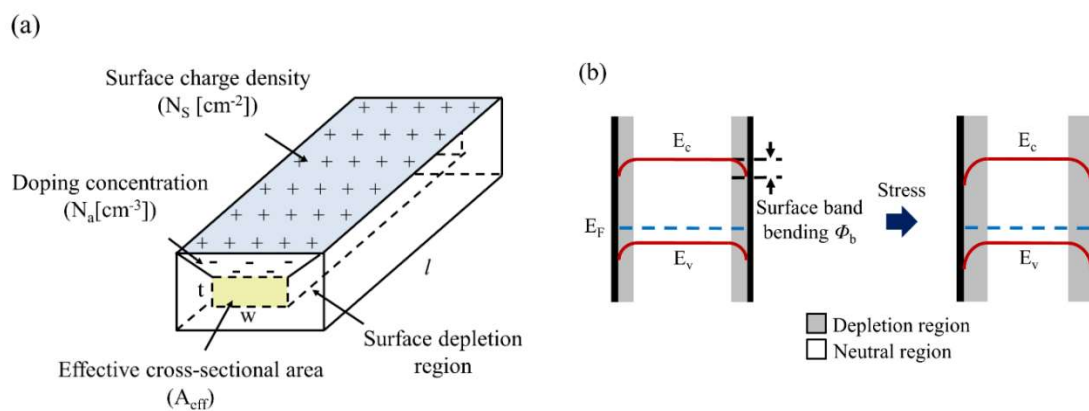 (a)
Surface charge density
(N_S [cm⁻²])
Doping concentration
(N_a[cm⁻³])
+ + + + +
+ + + + +
+ + + + +
+ + + + +
+ + + + +
+ + + + +
- - - - -
t
w
l
Surface depletion
region
Effective cross-sectional area
(A_eff)
(b)
E_c
E_F
E_v
Surface band
bending Φ_b
Stress
E_c
E_v
Depletion region
Neutral region